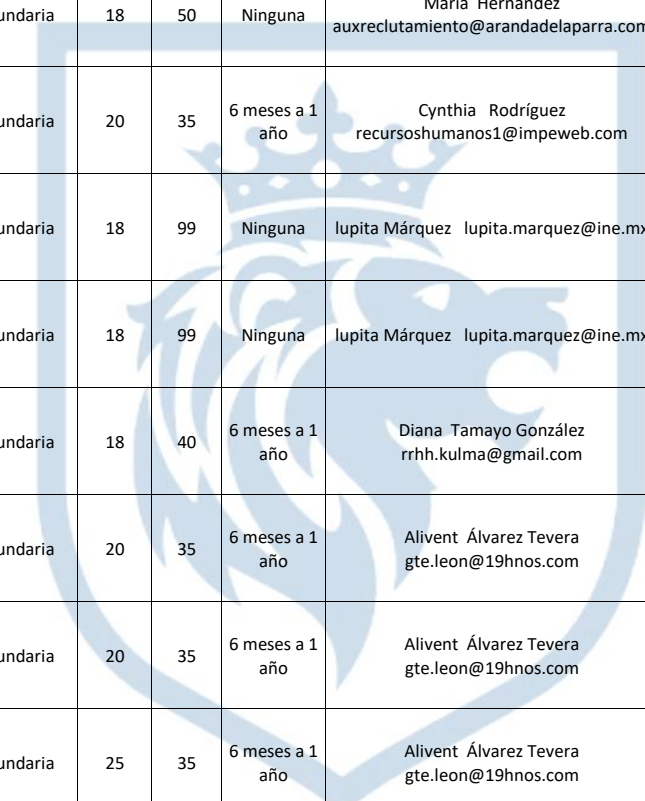 María Hernández
undaria 18 50 Ninguna
auxreclutamiento@arandadelaparra.com
6 meses a 1 Cynthia Rodríguez
undaria 20 35
año recursoshumanos1@impeweb.com
undaria 18 99 Ninguna lupita Márquez lupita.marquez@ine.mx
undaria 18 99 Ninguna lupita Márquez lupita.marquez@ine.mx
6 meses a 1 Diana Tamayo González
undaria 18 40
año rrhh.kulma@gmail.com
6 meses a 1 Alivent Álvarez Tevera
undaria 20 35
año gte.leon@19hnos.com
6 meses a 1 Alivent Álvarez Tevera
undaria 20 35
año gte.leon@19hnos.com
6 meses a 1 Alivent Álvarez Tevera
undaria 25 35
año gte.leon@19hnos.com